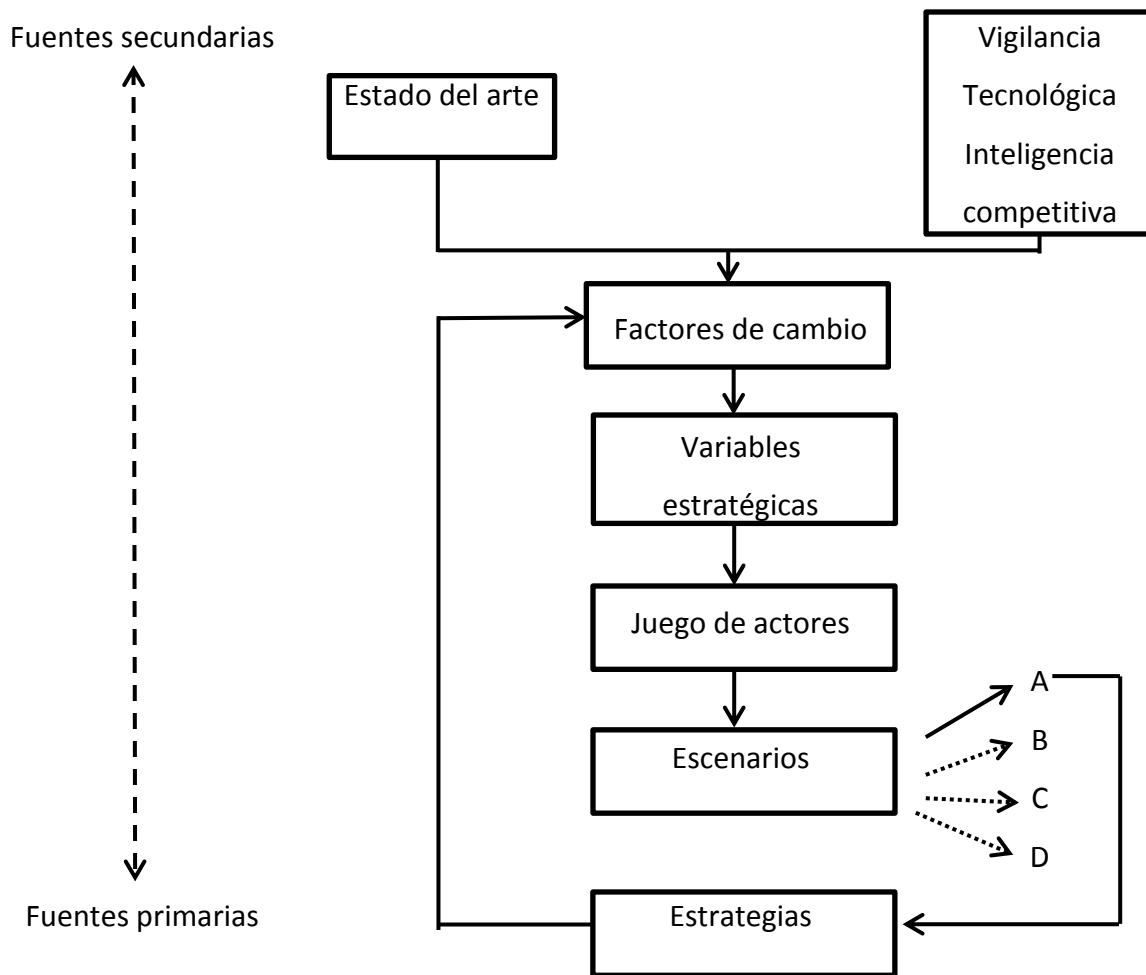 Fuentes secundarias
Estado del arte
Vigilancia
Tecnológica
Inteligencia
competitiva
Factores de cambio
Variables
estratégicas
Juego de actores
Escenarios
A
B
C
D
Fuentes primarias
Estrategias